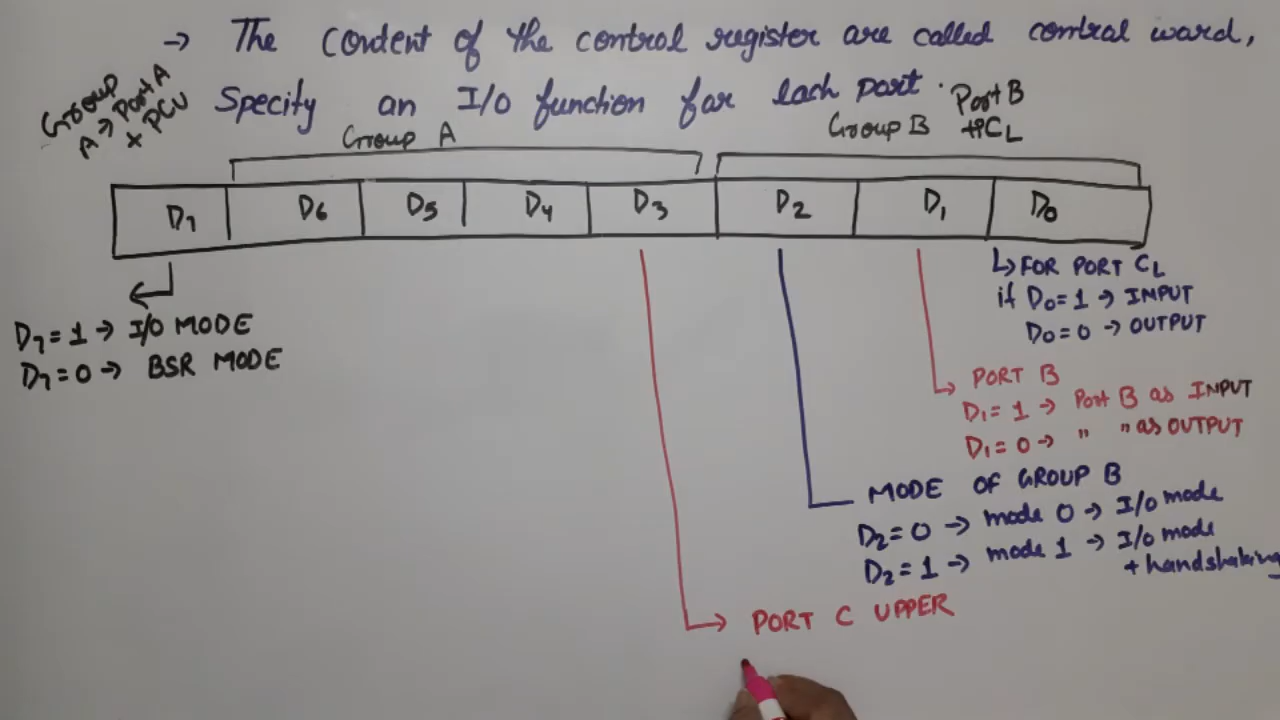 → The content of the control register are called control word,
Specify an I/O function for each port.
Group
A → Port A
+ PCU
Group A
Group B Port B
+PCL
D7 D6 D5 D4 D3 D2 D1 D0
D7 = 1 → I/O MODE
D7 = 0 → BSR MODE
↳ FOR PORT CL
if D0 = 1 → INPUT
D0 = 0 → OUTPUT
→ PORT B
D1 = 1 → Port B as INPUT
D1 = 0 → " " as OUTPUT
MODE OF GROUP B
D2 = 0 → mode 0 → I/O mode
D2 = 1 → mode 1 → I/O mode
+ handshaking
→ PORT C UPPER